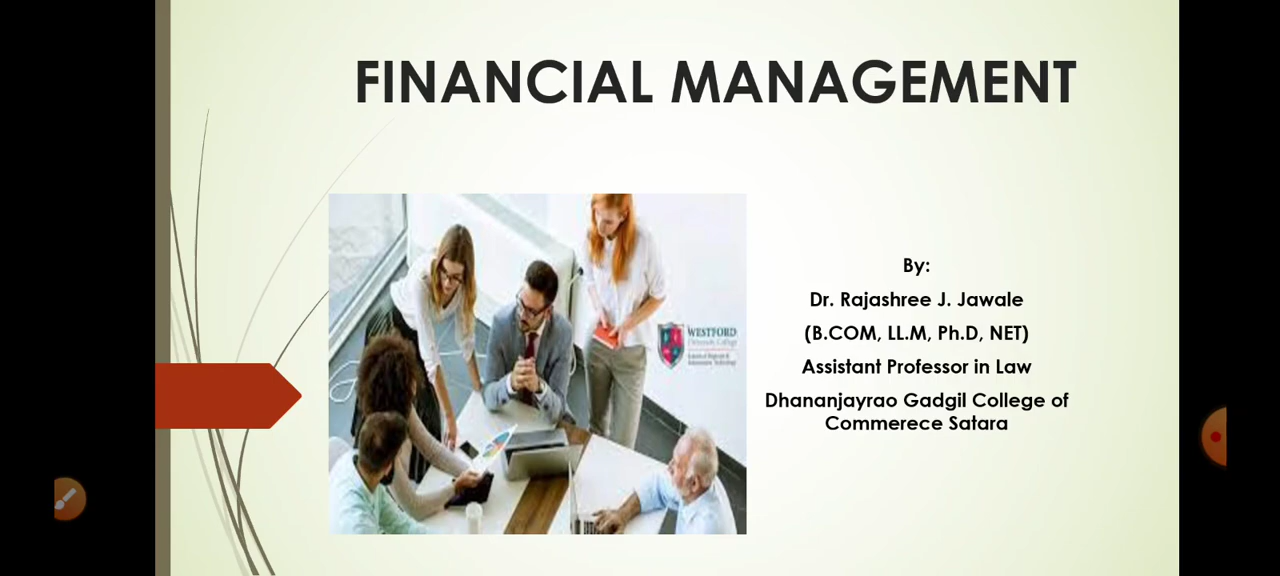 FINANCIAL MANAGEMENT
WESTFORD
By:
Dr. Rajashree J. Jawale
(B.COM, LL.M, Ph.D, NET)
Assistant Professor in Law
Dhananjayrao Gadgil College of
Commerece Satara